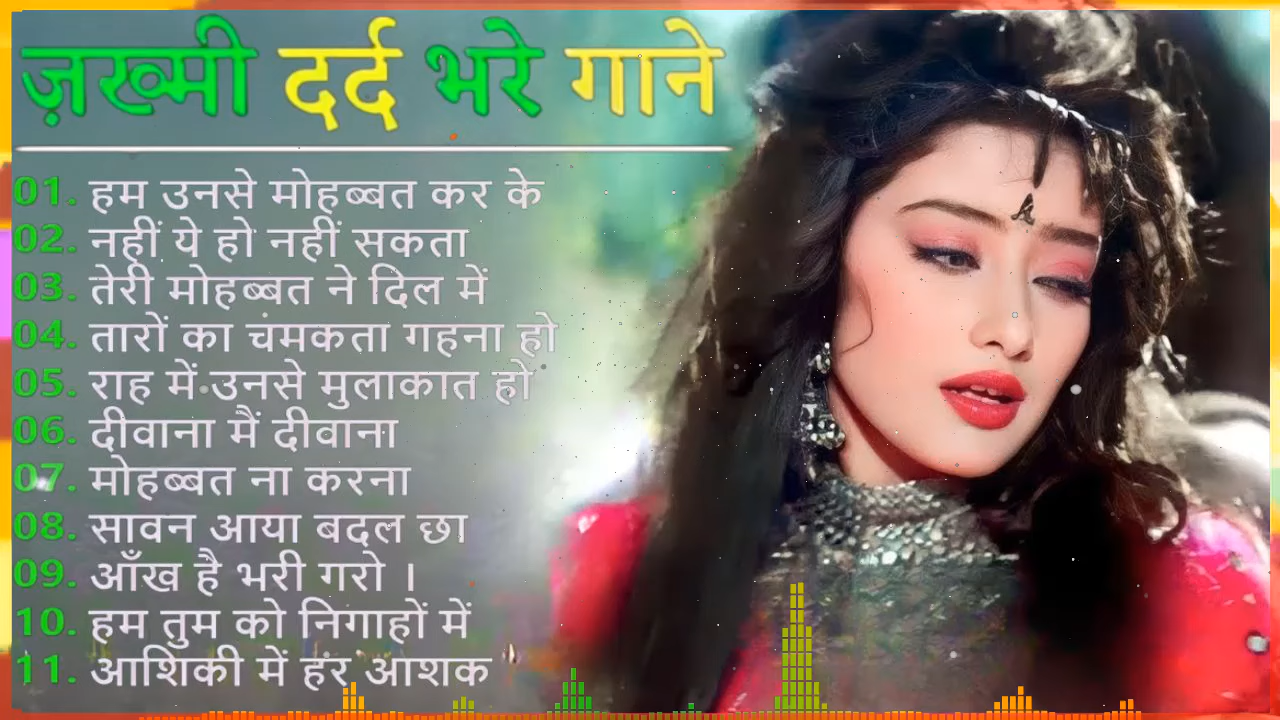 ज़ख्मी दर्द भरे गाने
01. हम उनसे मोहब्बत कर के
02. नहीं ये हो नहीं सकता
03. तेरी मोहब्बत ने दिल में
04. तारों का चमकता गहना हो
05. राह में उनसे मुलाकात हो
06. दीवाना मैं दीवाना
07. मोहब्बत ना करना
08. सावन आया बदल छा
09. आँख है भरी गरो ।
10. हम तुम को निगाहों में
11. आशिकी में हर आशक